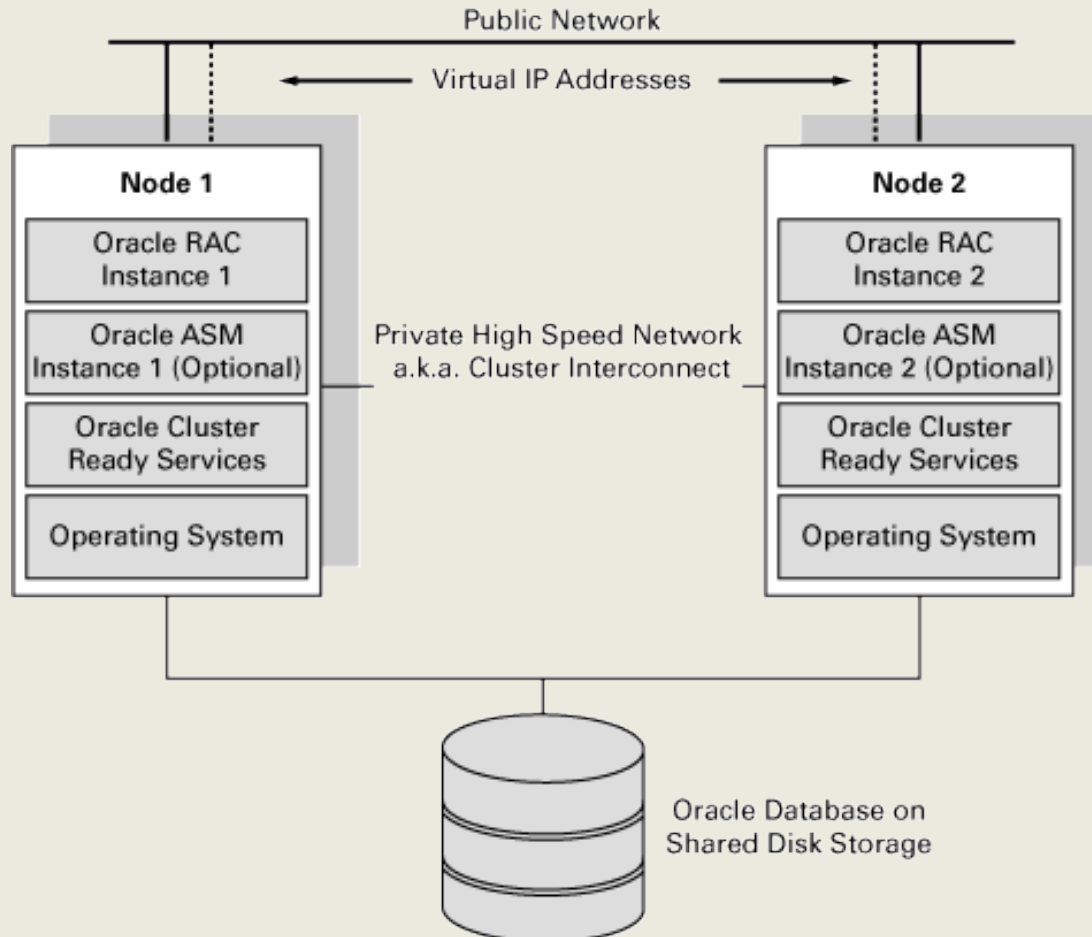 Public Network
Virtual IP Addresses
Node 1
Oracle RAC
Instance 1
Oracle ASM
Instance 1 (Optional)
Oracle Cluster
Ready Services
Operating System
Private High Speed Network
a.k.a. Cluster Interconnect
Node 2
Oracle RAC
Instance 2
Oracle ASM
Instance 2 (Optional)
Oracle Cluster
Ready Services
Operating System
Oracle Database on
Shared Disk Storage